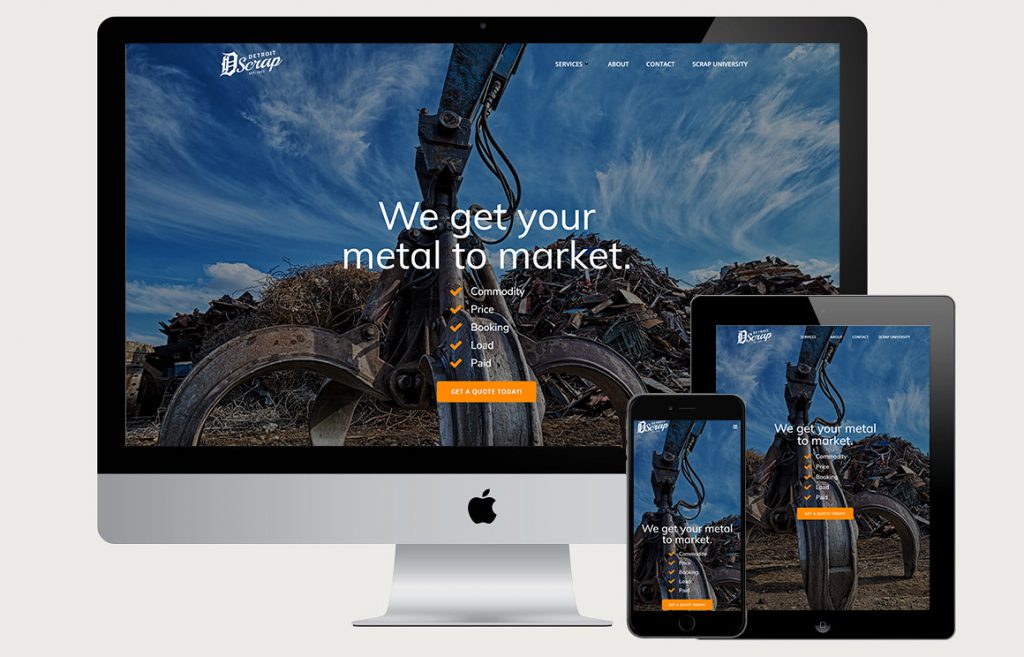 DETROIT
Scrap
SERVICES
ABOUT
CONTACT
SCRAP UNIVERSITY
We get your
metal to market.
Commodity
Price
Booking
Load
Paid
GET A QUOTE TODAY!
DETROIT
Scrap
SERVICES
ABOUT
CONTACT
SCRAP UNIVERSITY
We get your metal
to market.
Commodity
Price
Booking
Load
Paid
GET A QUOTE TODAY!
DETROIT
Scrap
We get your metal
to market.
Commodity
Price
Booking
Load
Paid
GET A QUOTE TODAY!